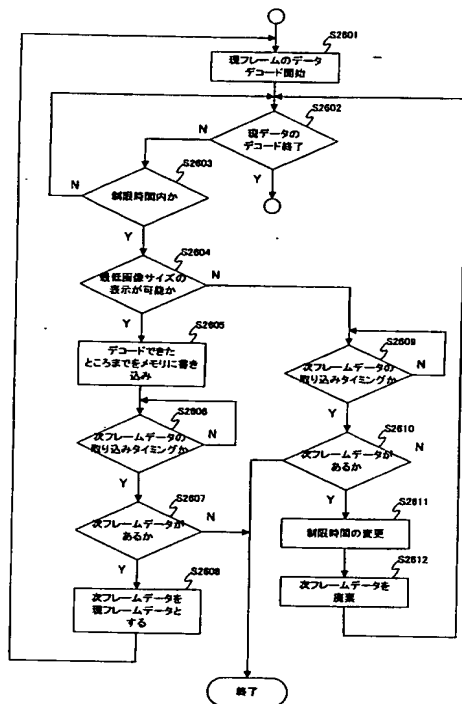 S2601
現フレームのデータ
デコード開始
S2602
現データの
デコード終了
N
Y
S2603
制限時間内か
N
Y
S2604
最低画像サイズの
表示が可能か
N
Y
S2605
デコードできた
ところまでをメモリに書き
込み
S2606
次フレームデータの
取り込みタイミングか
N
Y
S2607
次フレームデータが
あるか
N
Y
S2608
次フレームデータを
現フレームデータと
する
S2609
次フレームデータの
取り込みタイミングか
N
Y
S2610
次フレームデータが
あるか
N
Y
S2611
制限時間の変更
S2612
次フレームデータを
廃棄
終了